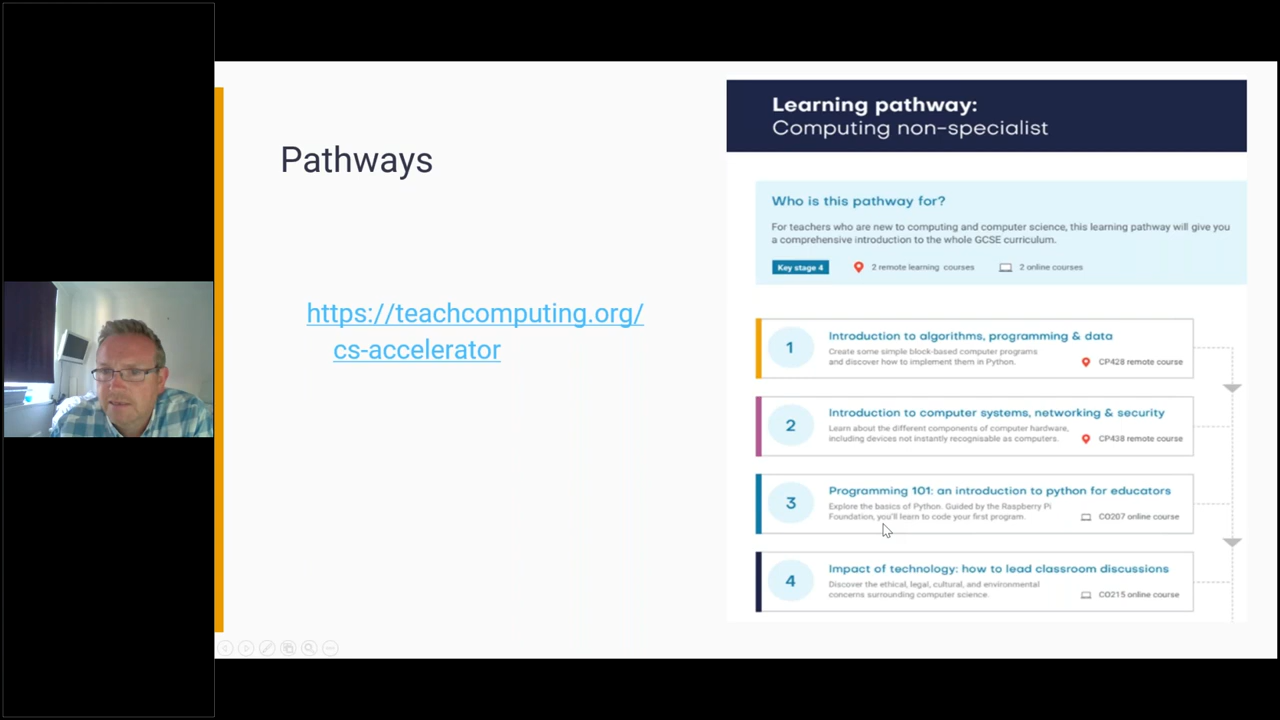 Pathways
https://teachcomputing.org/
cs-accelerator
Learning pathway:
Computing non-specialist
Who is this pathway for?
For teachers who are new to computing and computer science, this learning pathway will give you
a comprehensive introduction to the whole GCSE curriculum.
Key stage 4
2 remote learning courses
2 online courses
1
Introduction to algorithms, programming & data
Create some simple block-based computer programs
and discover how to implement them in Python.
CP428 remote course
2
Introduction to computer systems, networking & security
Learn about the different components of computer hardware,
including devices not instantly recognisable as computers.
CP438 remote course
3
Programming 101: an introduction to python for educators
Explore the basics of Python. Guided by the Raspberry Pi
Foundation, you'll learn to code your first program.
CO207 online course
4
Impact of technology: how to lead classroom discussions
Discover the ethical, legal, cultural, and environmental
concerns surrounding computer science.
CO215 online course